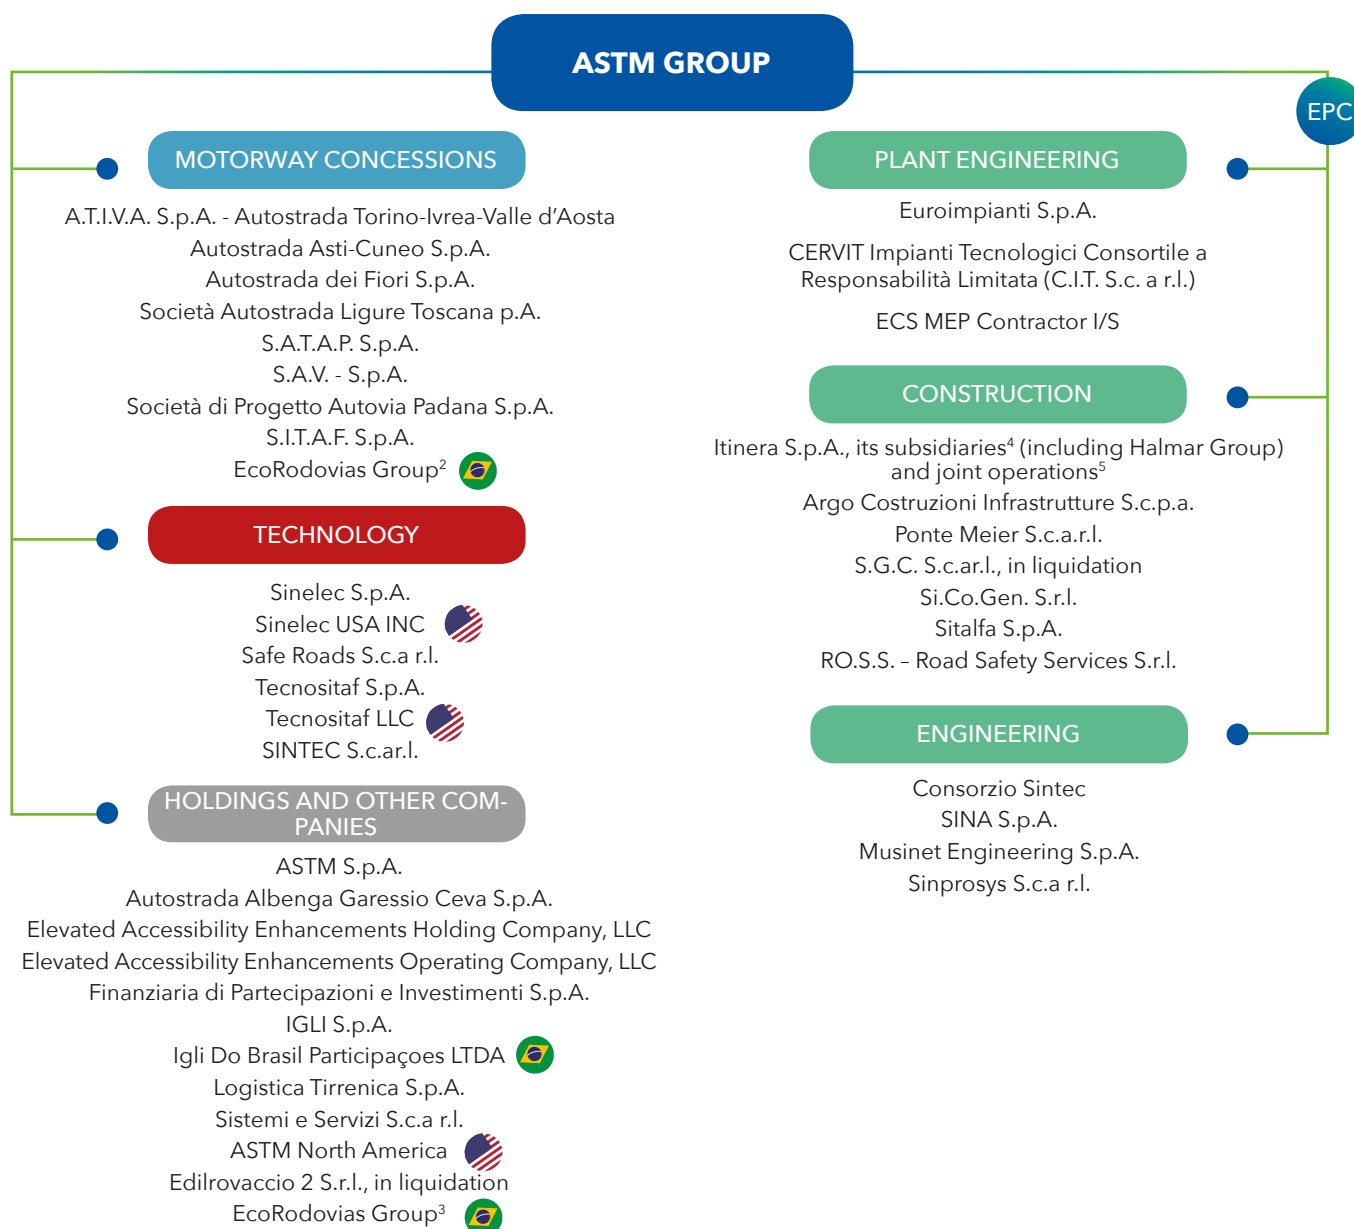 ASTM GROUP
EPC
MOTORWAY CONCESSIONS
A.T.I.V.A. S.p.A. - Autostrada Torino-Ivrea-Valle d’Aosta
Autostrada Asti-Cuneo S.p.A.
Autostrada dei Fiori S.p.A.
Società Autostrada Ligure Toscana p.A.
S.A.T.A.P. S.p.A.
S.A.V. - S.p.A.
Società di Progetto Autovia Padana S.p.A.
S.I.T.A.F. S.p.A.
EcoRodovias Group²
TECHNOLOGY
Sinelec S.p.A.
Sinelec USA INC
Safe Roads S.c.a r.l.
Tecnositaf S.p.A.
Tecnositaf LLC
SINTEC S.c.ar.l.
HOLDINGS AND OTHER COM-
PANIES
ASTM S.p.A.
Autostrada Albenga Garessio Ceva S.p.A.
Elevated Accessibility Enhancements Holding Company, LLC
Elevated Accessibility Enhancements Operating Company, LLC
Finanziaria di Partecipazioni e Investimenti S.p.A.
IGLI S.p.A.
Igli Do Brasil Participaçoes LTDA
Logistica Tirrenica S.p.A.
Sistemi e Servizi S.c.a r.l.
ASTM North America
Edilrovaccio 2 S.r.l., in liquidation
EcoRodovias Group³
PLANT ENGINEERING
Euroimpianti S.p.A.
CERVIT Impianti Tecnologici Consortile a
Responsabilità Limitata (C.I.T. S.c. a r.l.)
ECS MEP Contractor I/S
CONSTRUCTION
Itinera S.p.A., its subsidiaries⁴ (including Halmar Group)
and joint operations⁵
Argo Costruzioni Infrastrutture S.c.p.a.
Ponte Meier S.c.a.r.l.
S.G.C. S.c.ar.l., in liquidation
Si.Co.Gen. S.r.l.
Sitalfa S.p.A.
RO.S.S. – Road Safety Services S.r.l.
ENGINEERING
Consorzio Sintec
SINA S.p.A.
Musinet Engineering S.p.A.
Sinprosys S.c.a r.l.